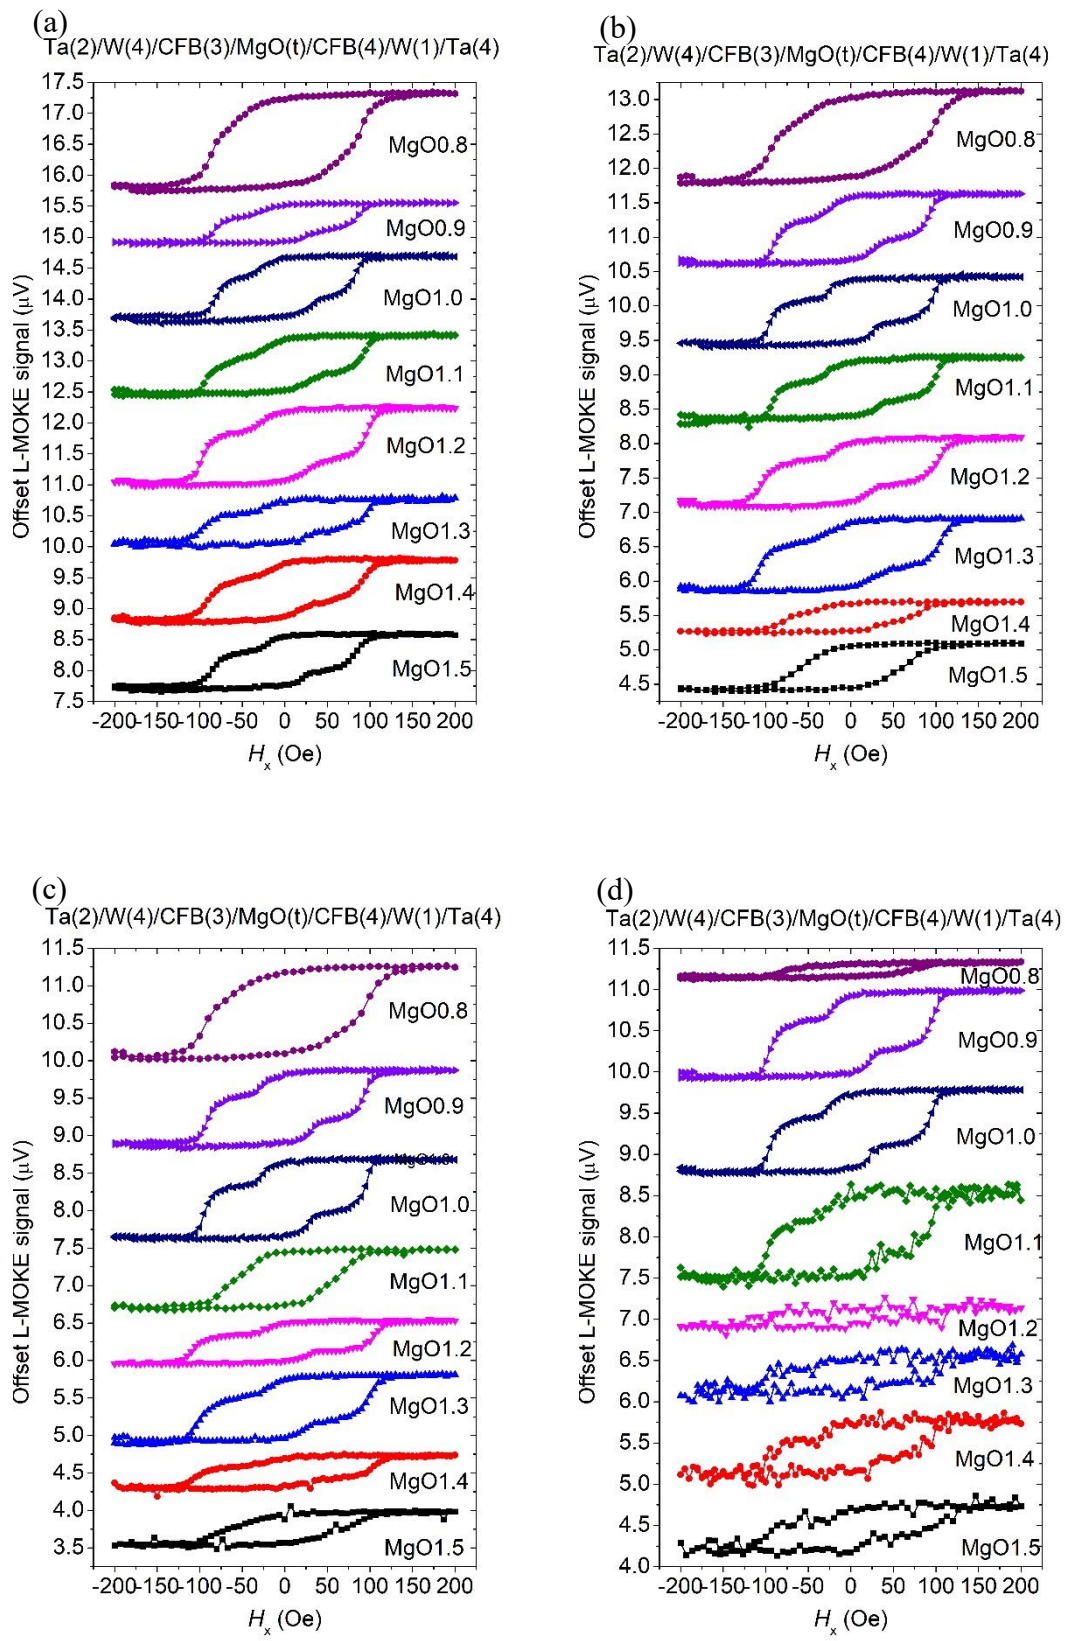 (a)
Ta(2)/W(4)/CFB(3)/MgO(t)/CFB(4)/W(1)/Ta(4)
Offset L-MOKE signal (μV)
17.5
17.0
16.5
16.0
15.5
15.0
14.5
14.0
13.5
13.0
12.5
12.0
11.5
11.0
10.5
10.0
9.5
9.0
8.5
8.0
7.5
MgO0.8
MgO0.9
MgO1.0
MgO1.1
MgO1.2
MgO1.3
MgO1.4
MgO1.5
-200 -150 -100 -50 0 50 100 150 200
Hx (Oe)
(b)
Ta(2)/W(4)/CFB(3)/MgO(t)/CFB(4)/W(1)/Ta(4)
Offset L-MOKE signal (μV)
13.0
12.5
12.0
11.5
11.0
10.5
10.0
9.5
9.0
8.5
8.0
7.5
7.0
6.5
6.0
5.5
5.0
4.5
MgO0.8
MgO0.9
MgO1.0
MgO1.1
MgO1.2
MgO1.3
MgO1.4
MgO1.5
-200 -150 -100 -50 0 50 100 150 200
Hx (Oe)
(c)
Ta(2)/W(4)/CFB(3)/MgO(t)/CFB(4)/W(1)/Ta(4)
Offset L-MOKE signal (μV)
11.5
11.0
10.5
10.0
9.5
9.0
8.5
8.0
7.5
7.0
6.5
6.0
5.5
5.0
4.5
4.0
3.5
MgO0.8
MgO0.9
MgO1.0
MgO1.1
MgO1.2
MgO1.3
MgO1.4
MgO1.5
-200 -150 -100 -50 0 50 100 150 200
Hx (Oe)
(d)
Ta(2)/W(4)/CFB(3)/MgO(t)/CFB(4)/W(1)/Ta(4)
Offset L-MOKE signal (μV)
11.5
11.0
10.5
10.0
9.5
9.0
8.5
8.0
7.5
7.0
6.5
6.0
5.5
5.0
4.5
4.0
MgO0.8
MgO0.9
MgO1.0
MgO1.1
MgO1.2
MgO1.3
MgO1.4
MgO1.5
-200 -150 -100 -50 0 50 100 150 200
Hx (Oe)